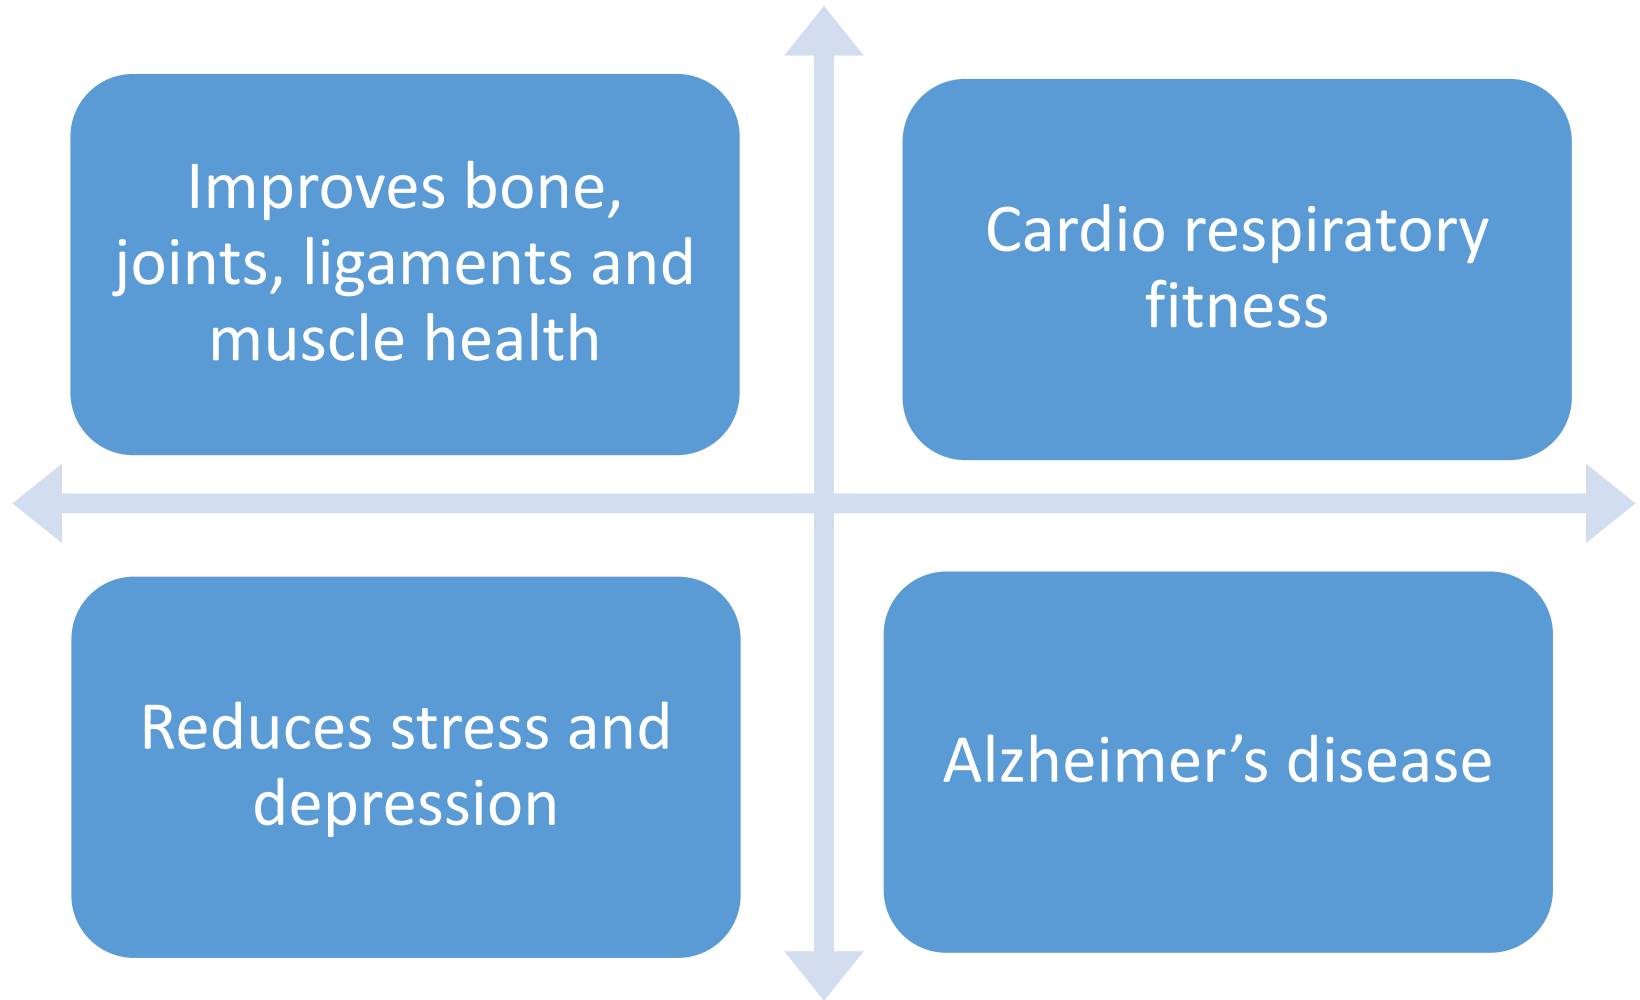 Improves bone,
joints, ligaments and
muscle health
Cardio respiratory
fitness
Reduces stress and
depression
Alzheimer’s disease